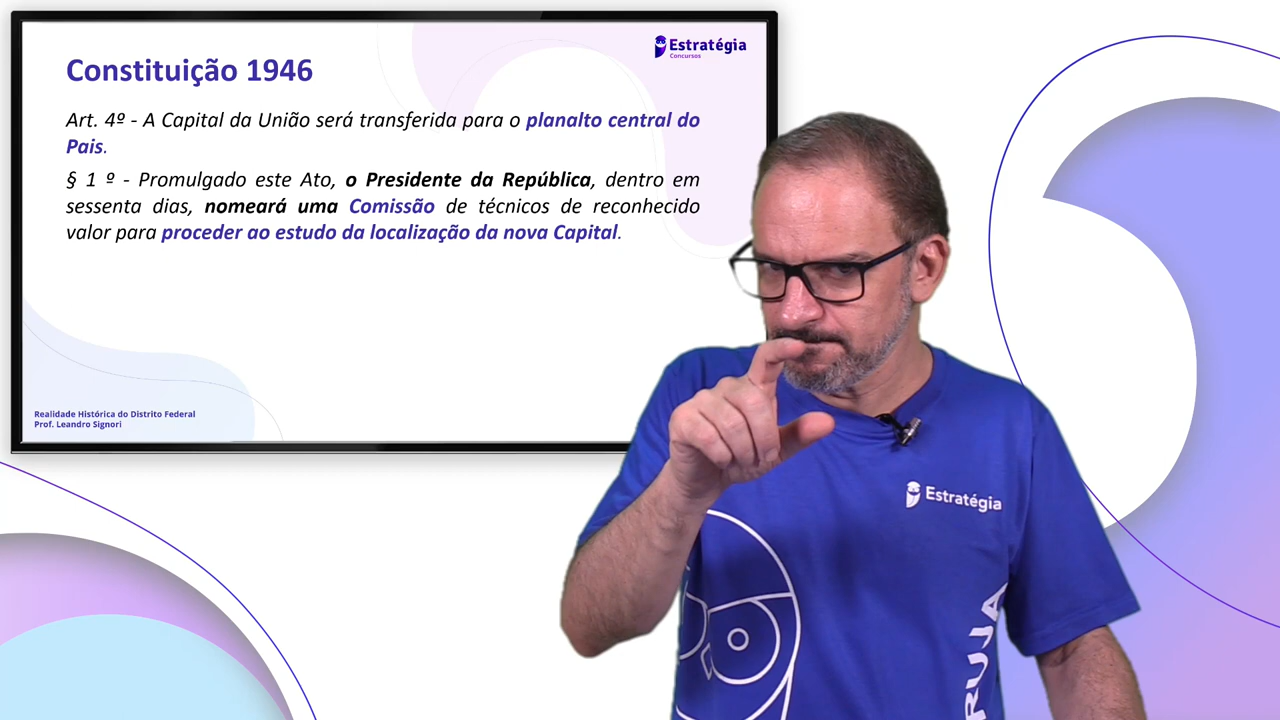 Estratégia
Concursos
Constituição 1946
Art. 4º - A Capital da União será transferida para o planalto central do
Pais.
§ 1 º - Promulgado este Ato, o Presidente da República, dentro em
sessenta dias, nomeará uma Comissão de técnicos de reconhecido
valor para proceder ao estudo da localização da nova Capital.
Realidade Histórica do Distrito Federal
Prof. Leandro Signori
Estratégia
RUJA